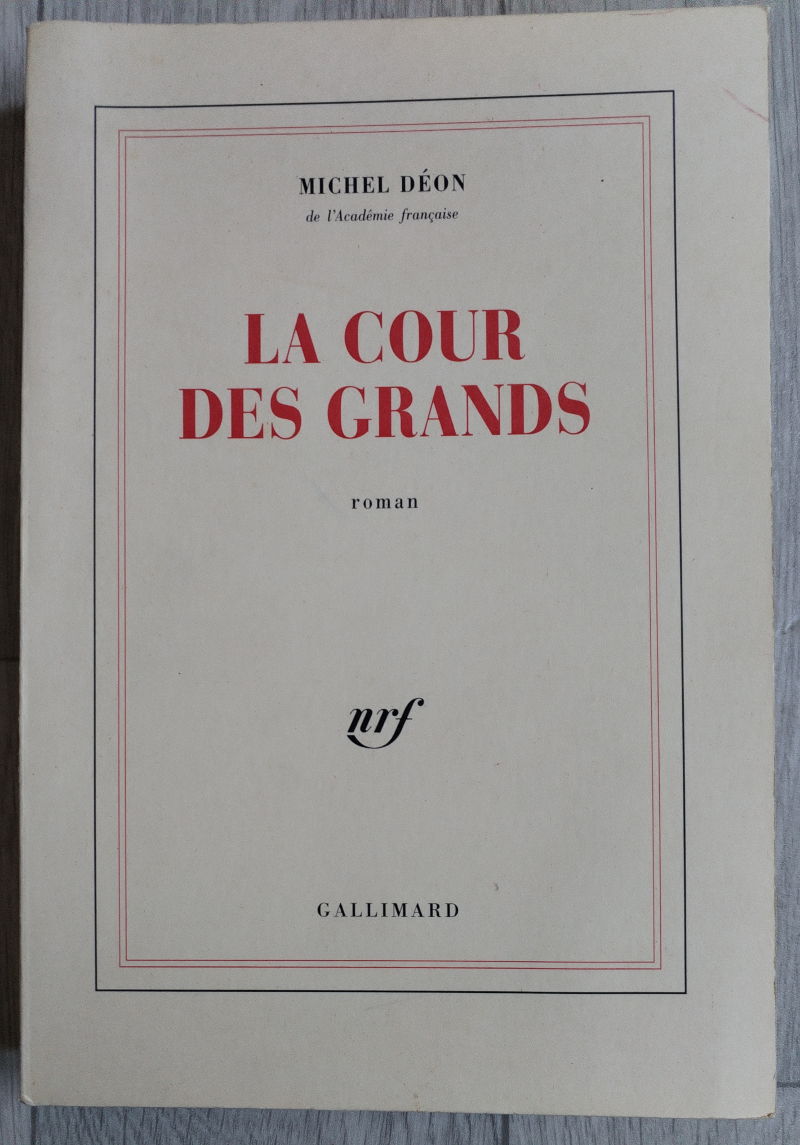 MICHEL DÉON
de l'Académie française
LA COUR
DES GRANDS
roman
nrf
GALLIMARD